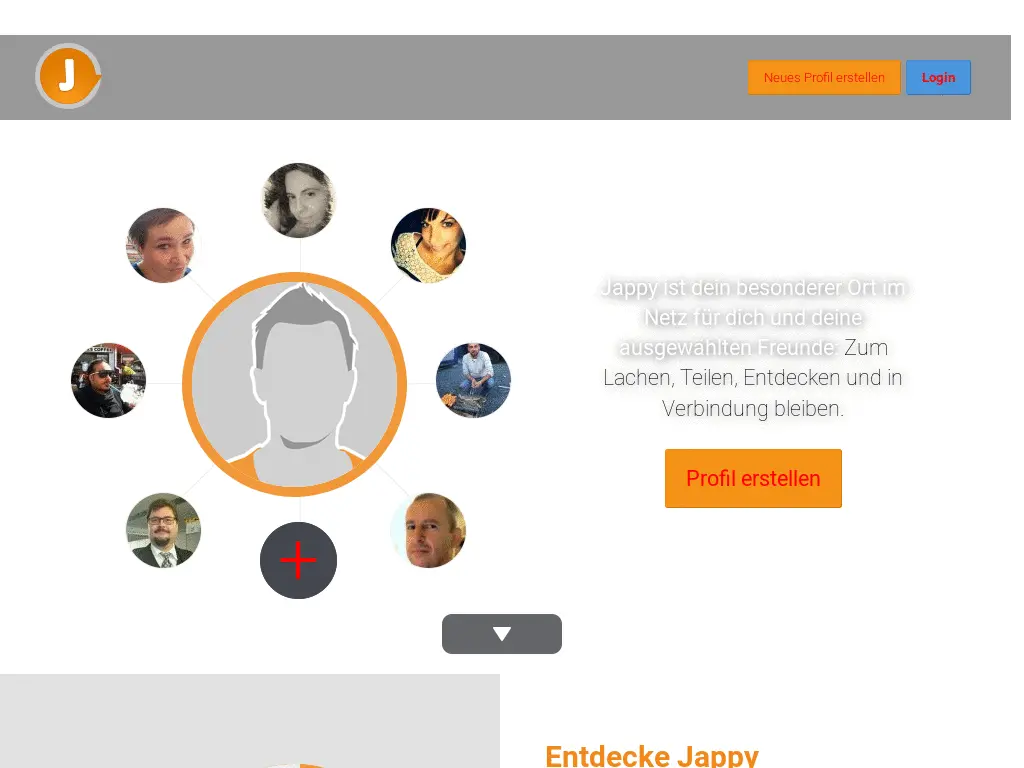 J
Neues Profil erstellen
Login
Jappy ist dein besonderer Ort im
Netz für dich und deine
ausgewählten Freunde: Zum
Lachen, Teilen, Entdecken und in
Verbindung bleiben.
Profil erstellen
Entdecke Jappy